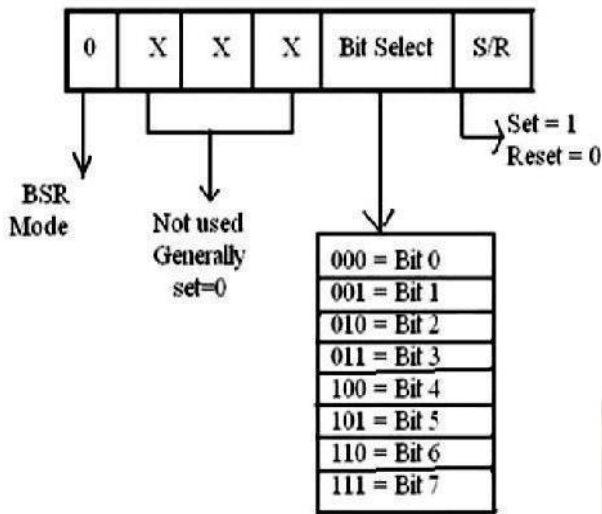 0 X X X Bit Select S/R
Set = 1
Reset = 0
BSR
Mode
Not used
Generally
set=0
000 = Bit 0
001 = Bit 1
010 = Bit 2
011 = Bit 3
100 = Bit 4
101 = Bit 5
110 = Bit 6
111 = Bit 7